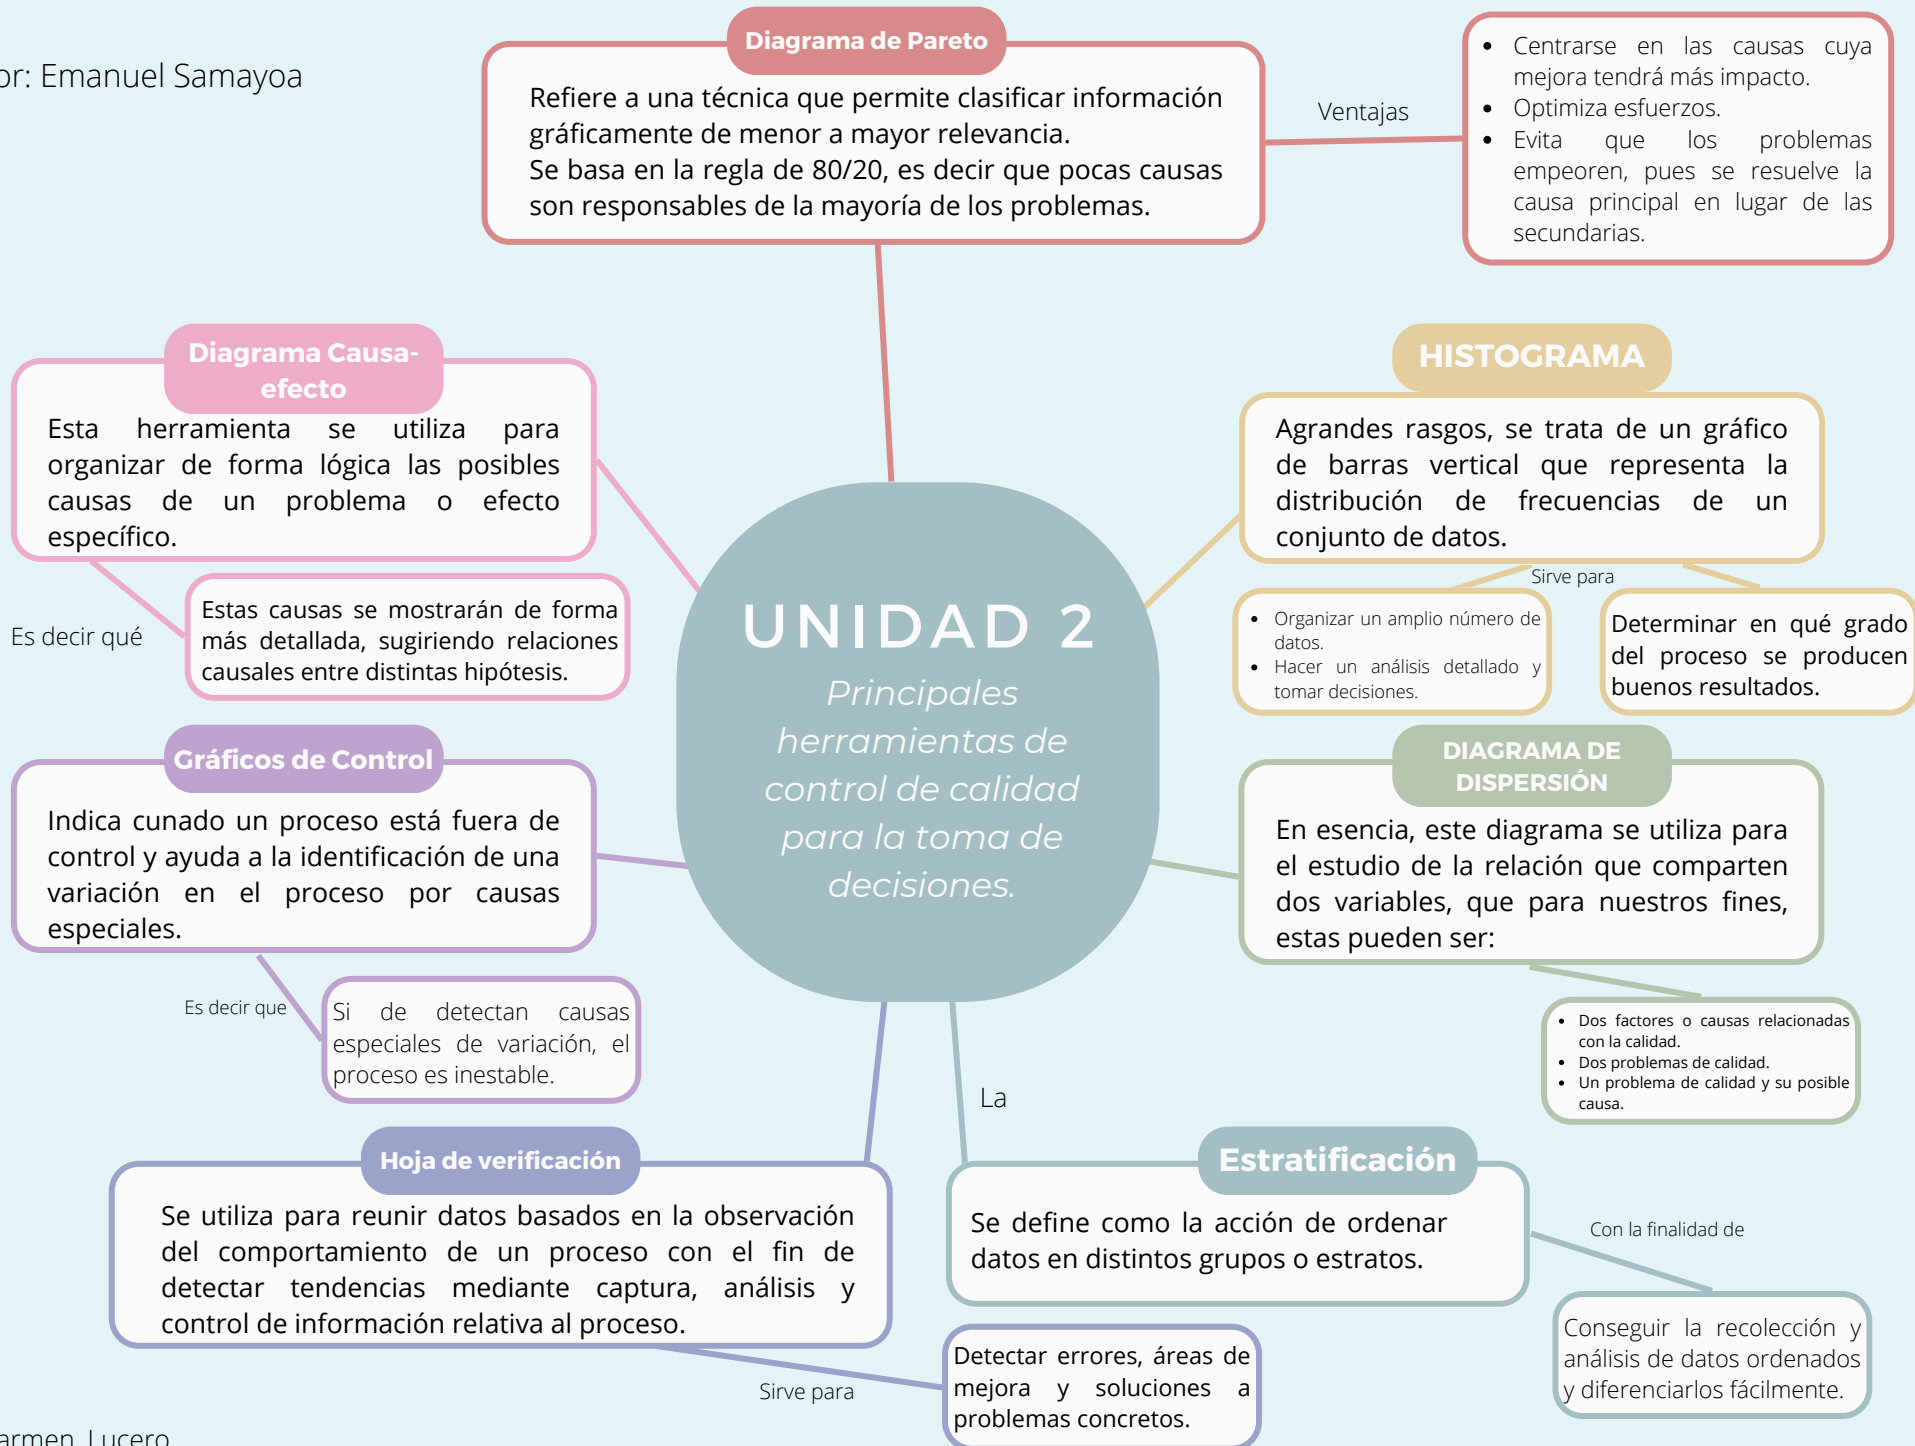 Diagrama de Pareto
or: Emanuel Samayoa
Refiere a una técnica que permite clasificar información
gráficamente de menor a mayor relevancia.
Se basa en la regla de 80/20, es decir que pocas causas
son responsables de la mayoría de los problemas.
Ventajas
• Centrarse en las causas cuya
mejora tendrá más impacto.
• Optimiza esfuerzos.
• Evita que los problemas
empeoren, pues se resuelve la
causa principal en lugar de las
secundarias.
Diagrama Causa-
efecto
Esta herramienta se utiliza para
organizar de forma lógica las posibles
causas de un problema o efecto
específico.
Es decir qué
Estas causas se mostrarán de forma
más detallada, sugiriendo relaciones
causales entre distintas hipótesis.
HISTOGRAMA
Agrandes rasgos, se trata de un gráfico
de barras vertical que representa la
distribución de frecuencias de un
conjunto de datos.
Sirve para
• Organizar un amplio número de
datos.
• Hacer un análisis detallado y
tomar decisiones.
Determinar en qué grado
del proceso se producen
buenos resultados.
UNIDAD 2
Principales
herramientas de
control de calidad
para la toma de
decisiones.
Gráficos de Control
Indica cunado un proceso está fuera de
control y ayuda a la identificación de una
variación en el proceso por causas
especiales.
Es decir que
Si de detectan causas
especiales de variación, el
proceso es inestable.
DIAGRAMA DE
DISPERSIÓN
En esencia, este diagrama se utiliza para
el estudio de la relación que comparten
dos variables, que para nuestros fines,
estas pueden ser:
• Dos factores o causas relacionadas
con la calidad.
• Dos problemas de calidad.
• Un problema de calidad y su posible
causa.
Hoja de verificación
Se utiliza para reunir datos basados en la observación
del comportamiento de un proceso con el fin de
detectar tendencias mediante captura, análisis y
control de información relativa al proceso.
Sirve para
Detectar errores, áreas de
mejora y soluciones a
problemas concretos.
La
Estratificación
Se define como la acción de ordenar
datos en distintos grupos o estratos.
Con la finalidad de
Conseguir la recolección y
análisis de datos ordenados
y diferenciarlos fácilmente.
armen Lucero